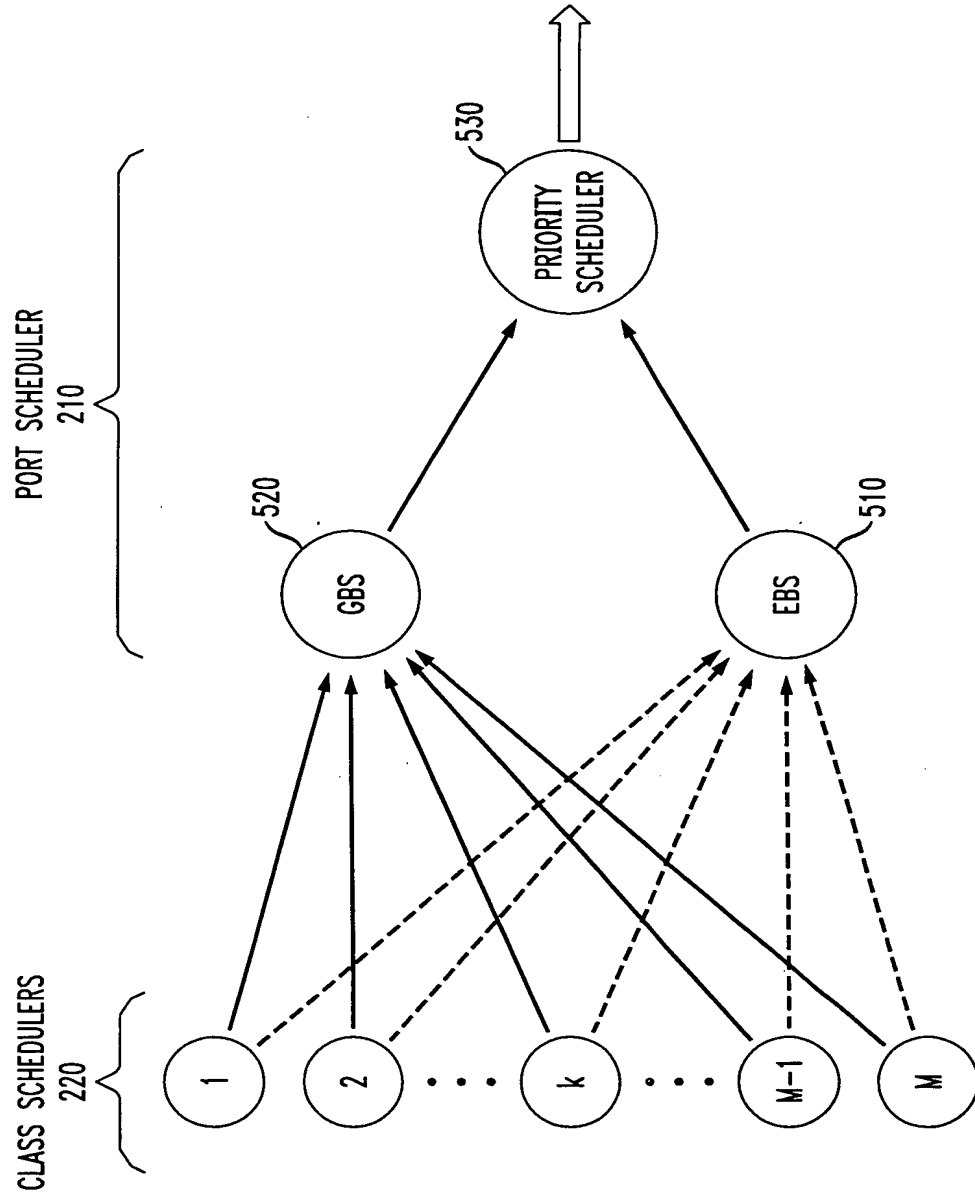 PORT SCHEDULER
210
CLASS SCHEDULERS
220
1
2
k
M-1
M
GBS
520
EBS
510
PRIORITY
SCHEDULER
530